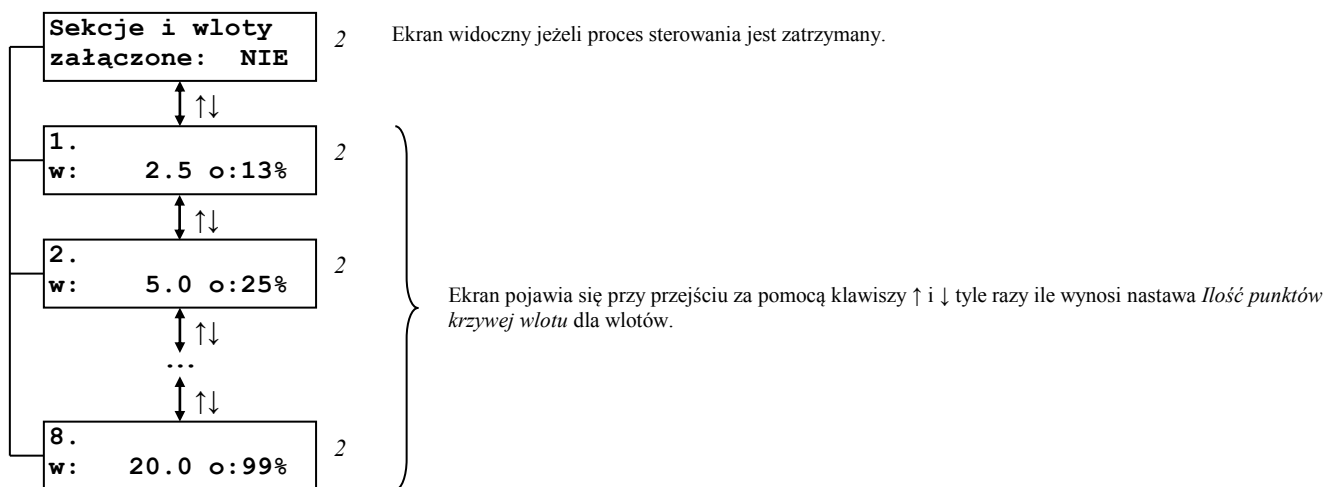 Sekcje i wloty
załączone: NIE
2
Ekran widoczny jeżeli proces sterowania jest zatrzymany.
↑↓
1.
w: 2.5 o:13%
2
↑↓
2.
w: 5.0 o:25%
2
Ekran pojawia się przy przejściu za pomocą klawiszy ↑ i ↓ tyle razy ile wynosi nastawa Ilość punktów
krzywej wlotu dla wlotów.
↑↓
...
↑↓
8.
w: 20.0 o:99%
2